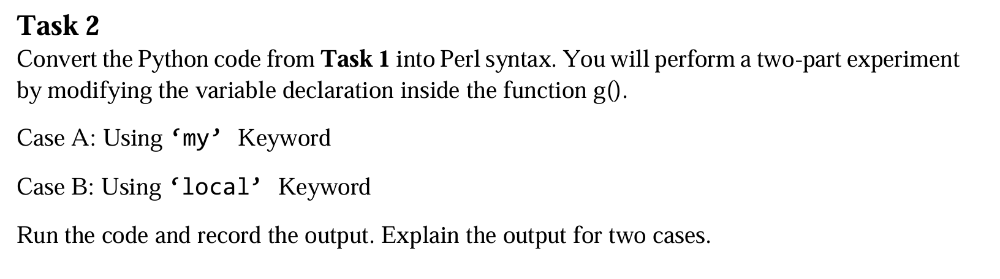 Task 2
Convert the Python code from Task 1 into Perl syntax. You will perform a two-part experiment
by modifying the variable declaration inside the function g().
Case A: Using ‘my’ Keyword
Case B: Using ‘local’ Keyword
Run the code and record the output. Explain the output for two cases.